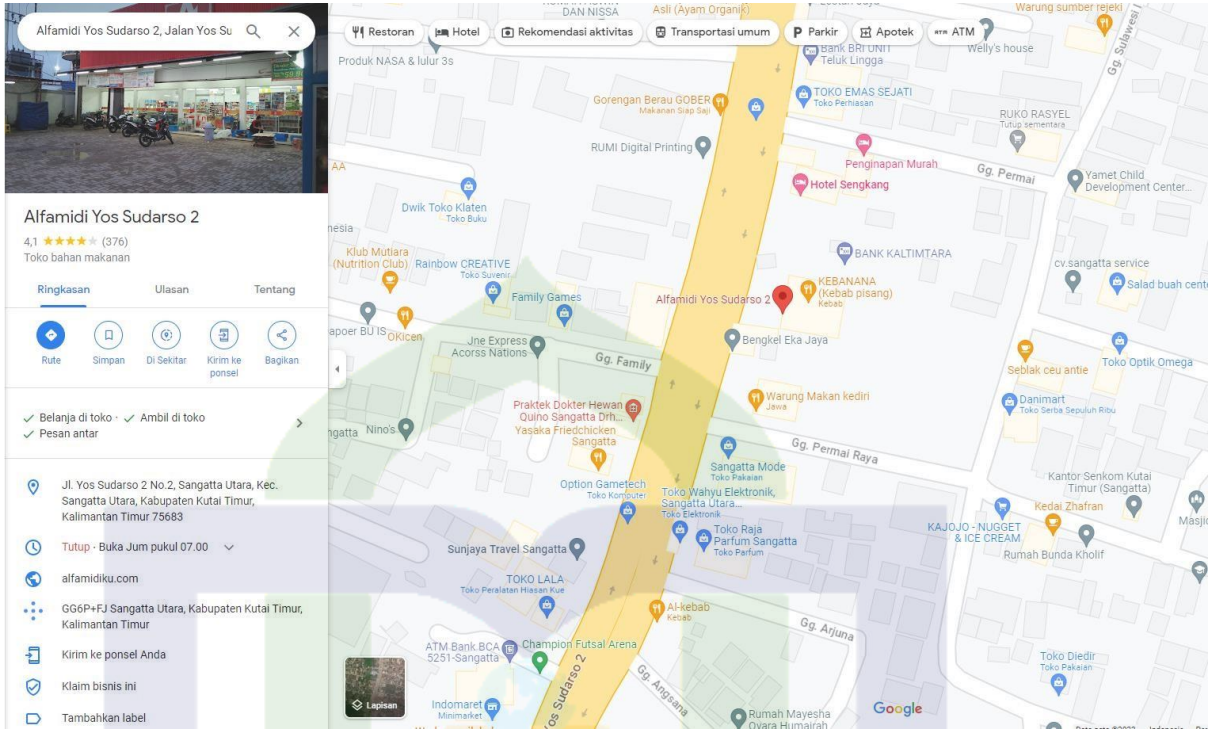 Alfamidi Yos Sudarso 2, Jalan Yos Su
Restoran
Hotel
Rekomendasi aktivitas
Transportasi umum
Parkir
Apotek
ATM
Alfamidi Yos Sudarso 2
4,1 (376)
Toko bahan makanan
Ringkasan
Ulasan
Tentang
Rute
Simpan
Di Sekitar
Kirim ke
ponsel
Bagikan
Belanja di toko · Ambil di toko
Pesan antar
Jl. Yos Sudarso 2 No.2, Sangatta Utara, Kec.
Sangatta Utara, Kabupaten Kutai Timur,
Kalimantan Timur 75683
Tutup · Buka Jum pukul 07.00
alfamidiku.com
GG6P+FJ Sangatta Utara, Kabupaten Kutai Timur,
Kalimantan Timur
Kirim ke ponsel Anda
Klaim bisnis ini
Tambahkan label
DAN NISSA
Asli (Ayam Organik)
Warung sumber rejeki
Produk NASA & lulur 3s
Bank BRI UNIT
Teluk Lingga
Welly's house
Gg. Sulawesi I
Gorengan Berau GOBER
Makanan Siap Saji
TOKO EMAS SEJATI
Toko Perhiasan
RUKO RASYEL
Tutup sementara
RUMI Digital Printing
Penginapan Murah
Gg. Permai
Yamet Child
Development Center...
AA
Hotel Sengkang
Dwik Toko Klaten
Toko Buku
nesia
Klub Mutiara
(Nutrition Club)
Rainbow CREATIVE
Toko Suvenir
BANK KALTIMTARA
cv.sangatta service
Salad buah cente
Family Games
Alfamidi Yos Sudarso 2
KEBANANA
(Kebab pisang)
Kebab
apoer BU IS
OKicen
Jne Express
Acorss Nations
Gg. Family
Bengkel Eka Jaya
Seblak ceu antie
Toko Optik Omega
Praktek Dokter Hewan
Quino Sangatta Drh...
Warung Makan kediri
Jawa
Danimart
Toko Serba Sepuluh Ribu
ngatta
Nino's
Yasaka Friedchicken
Sangatta
Gg. Permai Raya
Sangatta Mode
Toko Pakaian
Kantor Senkom Kutai
Timur (Sangatta)
Option Gametech
Toko Komputer
Toko Wahyu Elektronik,
Sangatta Utara...
Toko Elektronik
Kedai Zhafran
Masji
Toko Raja
Parfum Sangatta
Toko Parfum
KAJOJO - NUGGET
& ICE CREAM
Rumah Bunda Kholif
Sunjaya Travel Sangatta
TOKO LALA
Toko Peralatan Hiasan Kue
Al-kebab
Kebab
Gg. Arjuna
ATM Bank BCA
5251-Sangatta
Champion Futsal Arena
Toko Diedir
Toko Pakaian
Gg. Angsana
Yos Sudarso 2
Lapisan
Indomaret
Minimarket
Google
Rumah Mayesha
Oyara Humairah